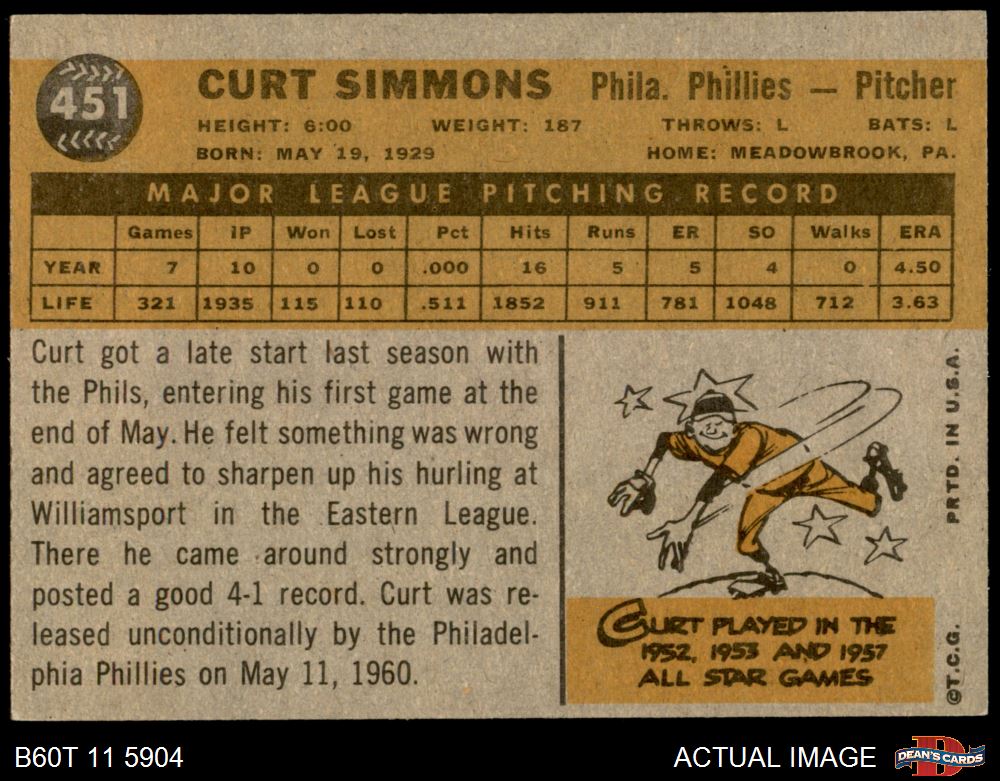 451
CURT SIMMONS Phila. Phillies — Pitcher
HEIGHT: 6:00 WEIGHT: 187 THROWS: L BATS: L
BORN: MAY 19, 1929 HOME: MEADOWBROOK, PA.
MAJOR LEAGUE PITCHING RECORD
Games IP Won Lost Pct Hits Runs ER SO Walks ERA
YEAR 7 10 0 0 .000 16 5 5 4 0 4.50
LIFE 321 1935 115 110 .511 1852 911 781 1048 712 3.63
Curt got a late start last season with
the Phils, entering his first game at the
end of May. He felt something was wrong
and agreed to sharpen up his hurling at
Williamsport in the Eastern League.
There he came around strongly and
posted a good 4-1 record. Curt was re-
leased unconditionally by the Philadel-
phia Phillies on May 11, 1960.
CURT PLAYED IN THE
1952, 1953 AND 1957
ALL STAR GAMES
©T.C.G. PRTD. IN U.S.A.
B60T 11 5904 ACTUAL IMAGE
D
DEAN'S CARDS